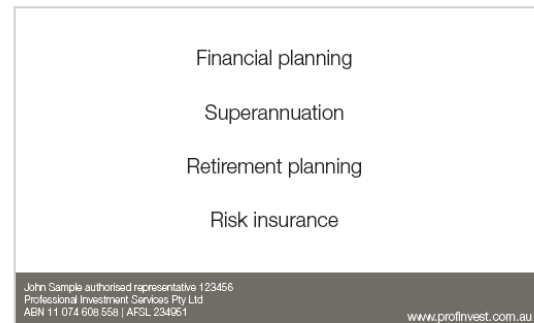 Financial planning
Superannuation
Retirement planning
Risk insurance
John Sample authorised representative 123456
Professional Investment Services Pty Ltd
ABN 11 074 608 558 | AFSL 234951
www.profinvest.com.au